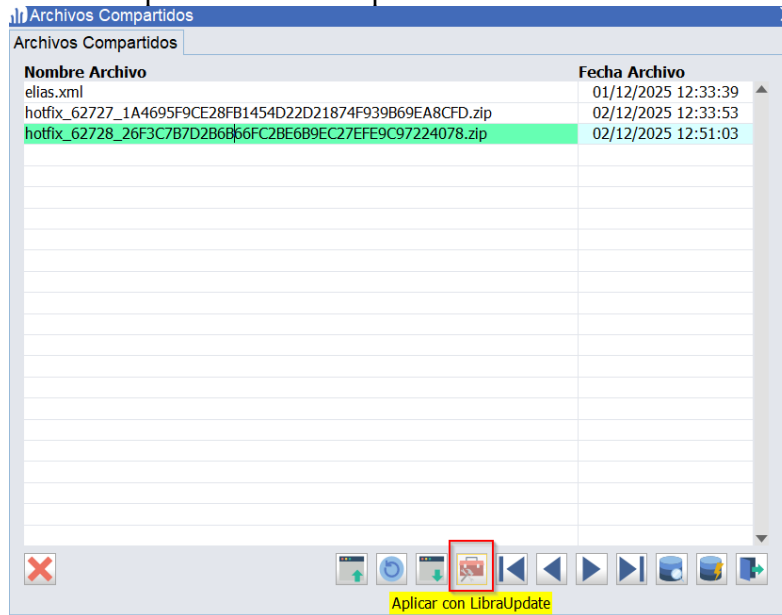 Archivos Compartidos
Archivos Compartidos
Nombre Archivo Fecha Archivo
elias.xml 01/12/2025 12:33:39
hotfix_62727_1A4695F9CE28FB1454D22D21874F939B69EA8CFD.zip 02/12/2025 12:33:53
hotfix_62728_26F3C7B7D2B6B66FC2BE6B9EC27EFE9C97224078.zip 02/12/2025 12:51:03
Aplicar con LibraUpdate